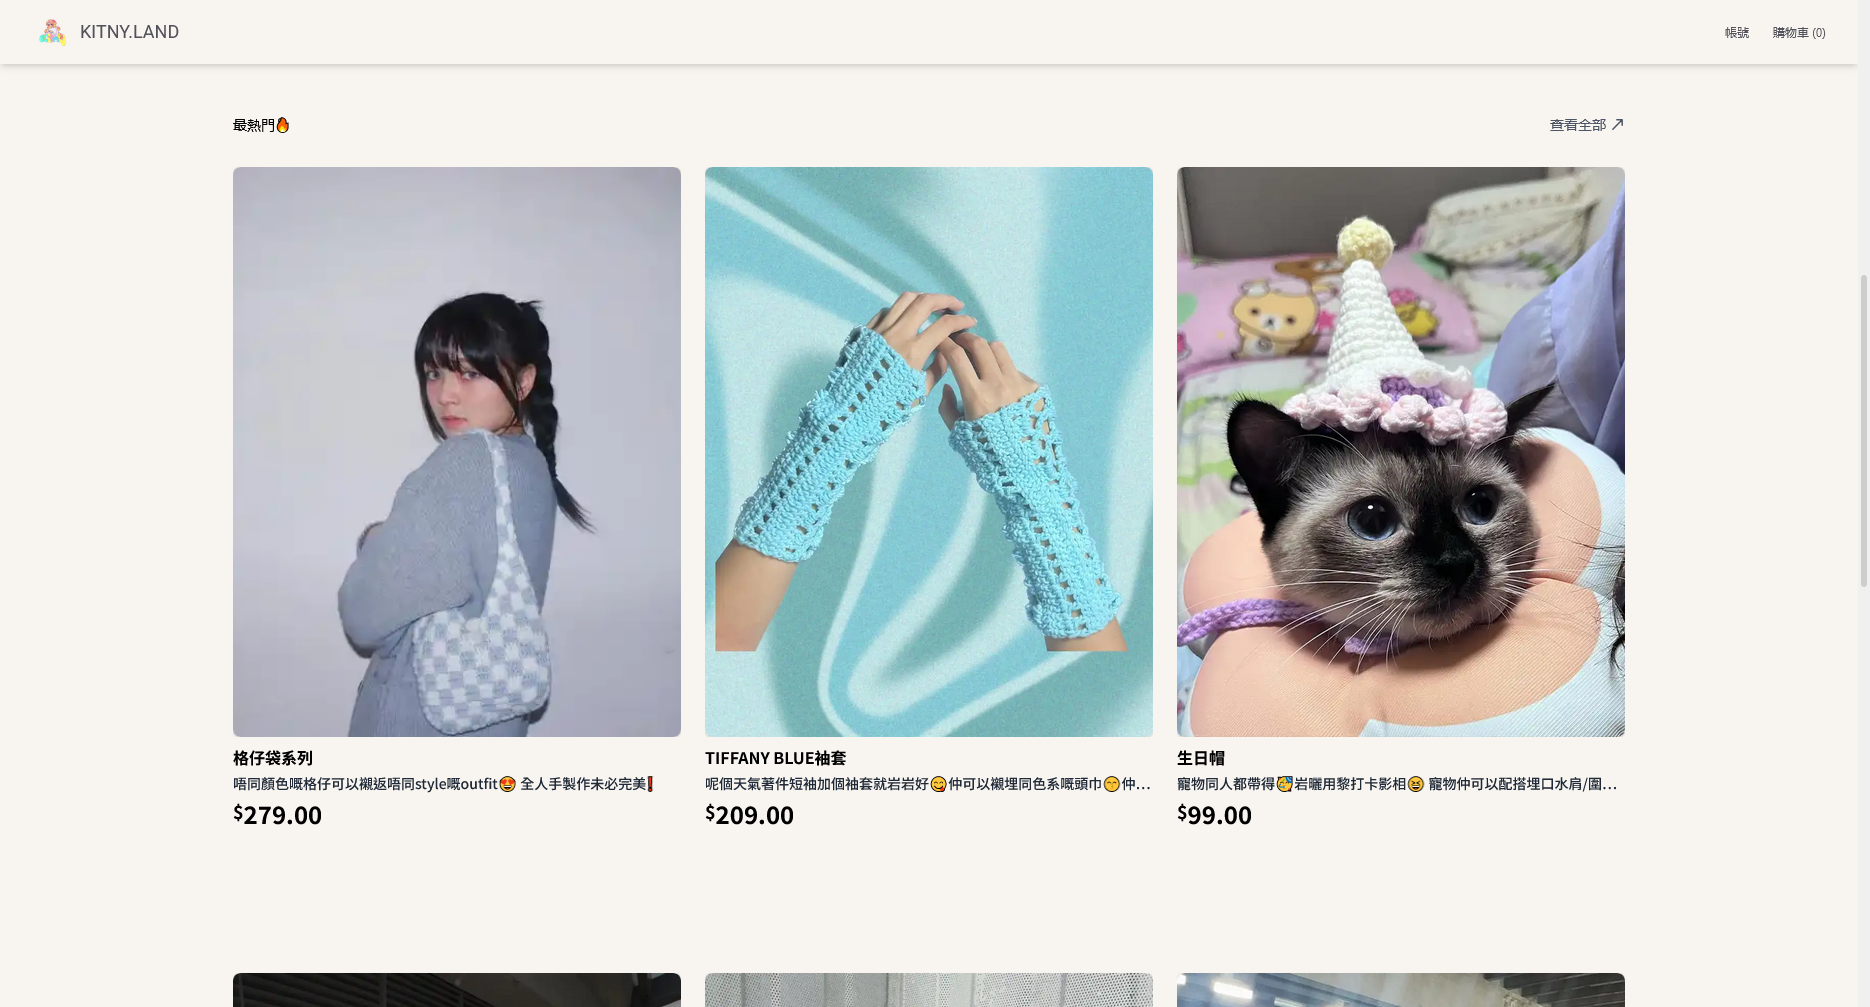 KITNY.LAND
帳號
購物車 (0)
最熱門🔥
查看全部 ↗
格仔袋系列
唔同顏色嘅格仔可以襯返唔同style嘅outfit😍 全人手製作未必完美❗
$279.00
TIFFANY BLUE袖套
呢個天氣著件短袖加個袖套就岩岩好😋仲可以襯埋同色系嘅頭巾😙仲...
$209.00
生日帽
寵物同人都帶得🥳岩曬用黎打卡影相😆 寵物仲可以配搭埋口水肩/圍...
$99.00